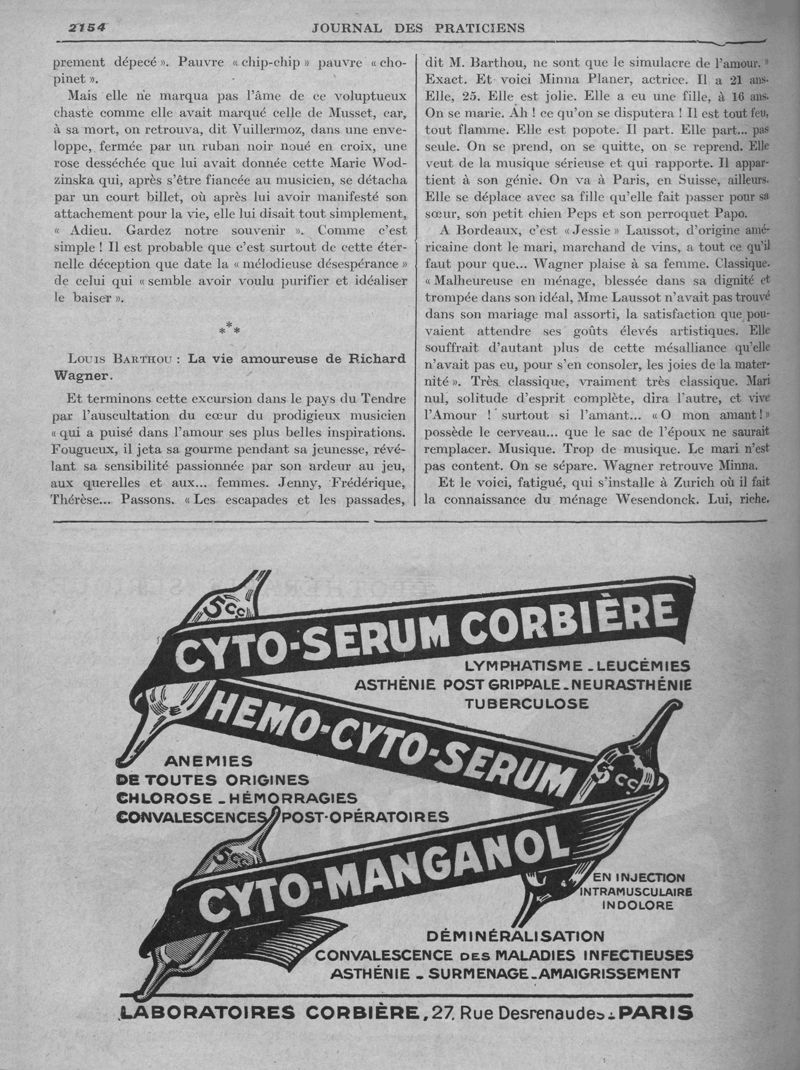 2154
JOURNAL DES PRATICIENS
prement dépecé ». Pauvre « chip-chip » pauvre « cho-
pinet ».
Mais elle ne marqua pas l'âme de ce voluptueux
chaste comme elle avait marqué celle de Musset, car,
à sa mort, on retrouva, dit Vuillermoz, dans une enve-
loppe, fermée par un ruban noir noué en croix, une
rose desséchée que lui avait donnée cette Marie Wod-
zinska qui, après s'être fiancée au musicien, se détacha
par un court billet, où après lui avoir manifesté son
attachement pour la vie, elle lui disait tout simplement,
« Adieu. Gardez notre souvenir ». Comme c'est
simple ! Il est probable que c'est surtout de cette éter-
nelle déception que date la « mélodieuse désespérance »
de celui qui « semble avoir voulu purifier et idéaliser
le baiser ».
***
LOUIS BARTHOU : La vie amoureuse de Richard
Wagner.
Et terminons cette excursion dans le pays du Tendre
par l'auscultation du cœur du prodigieux musicien
« qui a puisé dans l'amour ses plus belles inspirations.
Fougueux, il jeta sa gourme pendant sa jeunesse, révé-
lant sa sensibilité passionnée par son ardeur au jeu,
aux querelles et aux... femmes. Jenny, Frédérique,
Thérèse... Passons. « Les escapades et les passades,
dit M. Barthou, ne sont que le simulacre de l'amour. »
Exact. Et voici Minna Planer, actrice. Il a 21 ans.
Elle, 25. Elle est jolie. Elle a eu une fille, à 16 ans.
On se marie. Ah ! ce qu'on se disputera ! Il est tout feu,
tout flamme. Elle est popote. Il part. Elle part... pas
seule. On se prend, on se quitte, on se reprend. Elle
veut de la musique sérieuse et qui rapporte. Il appar-
tient à son génie. On va à Paris, en Suisse, ailleurs.
Elle se déplace avec sa fille qu'elle fait passer pour sa
sœur, son petit chien Peps et son perroquet Papo.
A Bordeaux, c'est « Jessie » Laussot, d'origine amé-
ricaine dont le mari, marchand de vins, a tout ce qu'il
faut pour que... Wagner plaise à sa femme. Classique.
« Malheureuse en ménage, blessée dans sa dignité et
trompée dans son idéal, Mme Laussot n'avait pas trouvé
dans son mariage mal assorti, la satisfaction que pou-
vaient attendre ses goûts élevés artistiques. Elle
souffrait d'autant plus de cette mésalliance qu'elle
n'avait pas eu, pour s'en consoler, les joies de la mater-
nité ». Très classique, vraiment très classique. Mari
nul, solitude d'esprit complète, dira l'autre, et vive
l'Amour ! surtout si l'amant... « O mon amant ! »
possède le cerveau... que le sac de l'époux ne saurait
remplacer. Musique. Trop de musique. Le mari n'est
pas content. On se sépare. Wagner retrouve Minna.
Et le voici, fatigué, qui s'installe à Zurich où il fait
la connaissance du ménage Wesendonck. Lui, riche,
5cc
CYTO-SERUM CORBIÈRE
LYMPHATISME - LEUCÉMIES
ASTHÉNIE POST GRIPPALE - NEURASTHÉNIE
TUBERCULOSE
HEMO-CYTO-SERUM
5cc
ANEMIES
DE TOUTES ORIGINES
CHLOROSE - HÉMORRAGIES
CONVALESCENCES POST-OPÉRATOIRES
5cc
CYTO-MANGANOL
EN INJECTION
INTRAMUSCULAIRE
INDOLORE
DÉMINÉRALISATION
CONVALESCENCE DES MALADIES INFECTIEUSES
ASTHÉNIE - SURMENAGE - AMAIGRISSEMENT
LABORATOIRES CORBIÈRE, 27, Rue Desrenaudes - PARIS